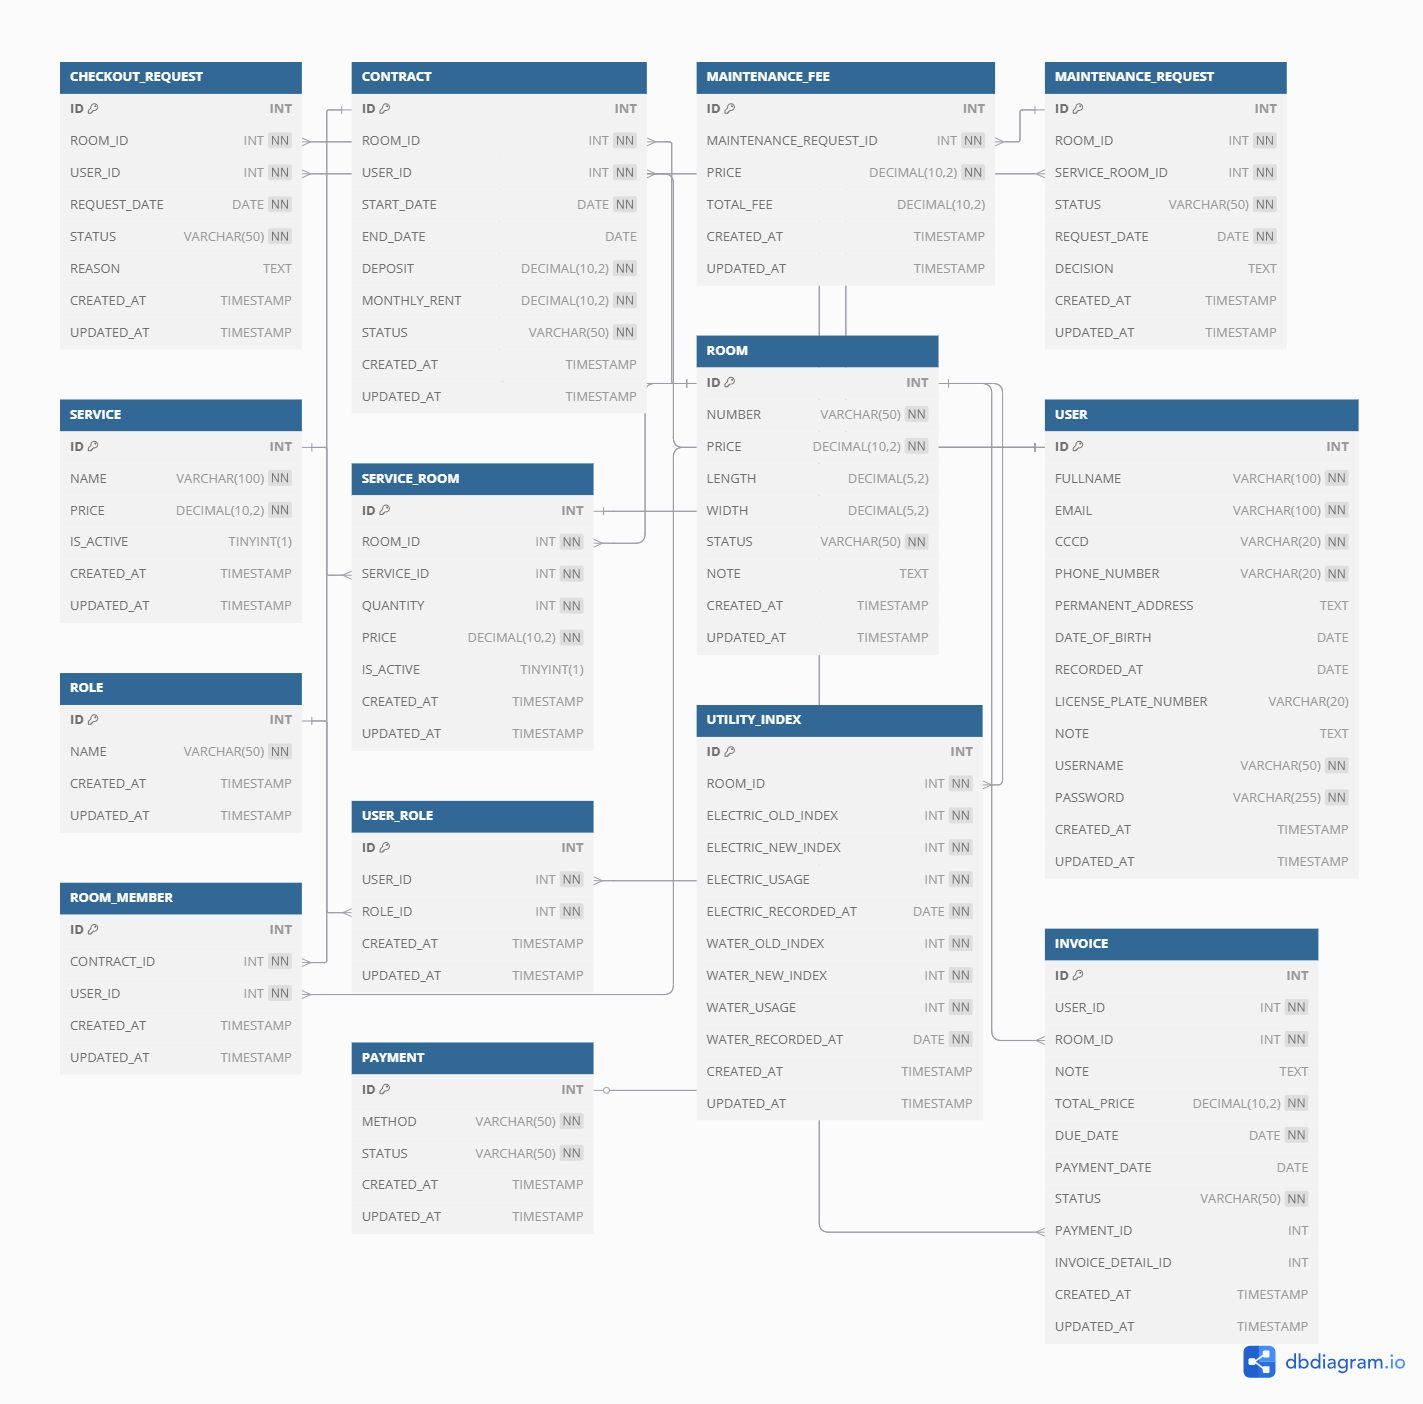 CHECKOUT_REQUEST
ID INT
ROOM_ID INT NN
USER_ID INT NN
REQUEST_DATE DATE NN
STATUS VARCHAR(50) NN
REASON TEXT
CREATED_AT TIMESTAMP
UPDATED_AT TIMESTAMP
CONTRACT
ID INT
ROOM_ID INT NN
USER_ID INT NN
START_DATE DATE NN
END_DATE DATE
DEPOSIT DECIMAL(10,2) NN
MONTHLY_RENT DECIMAL(10,2) NN
STATUS VARCHAR(50) NN
CREATED_AT TIMESTAMP
UPDATED_AT TIMESTAMP
MAINTENANCE_FEE
ID INT
MAINTENANCE_REQUEST_ID INT NN
PRICE DECIMAL(10,2) NN
TOTAL_FEE DECIMAL(10,2)
CREATED_AT TIMESTAMP
UPDATED_AT TIMESTAMP
MAINTENANCE_REQUEST
ID INT
ROOM_ID INT NN
SERVICE_ROOM_ID INT NN
STATUS VARCHAR(50) NN
REQUEST_DATE DATE NN
DECISION TEXT
CREATED_AT TIMESTAMP
UPDATED_AT TIMESTAMP
SERVICE
ID INT
NAME VARCHAR(100) NN
PRICE DECIMAL(10,2) NN
IS_ACTIVE TINYINT(1)
CREATED_AT TIMESTAMP
UPDATED_AT TIMESTAMP
SERVICE_ROOM
ID INT
ROOM_ID INT NN
SERVICE_ID INT NN
QUANTITY INT NN
PRICE DECIMAL(10,2) NN
IS_ACTIVE TINYINT(1)
CREATED_AT TIMESTAMP
UPDATED_AT TIMESTAMP
ROOM
ID INT
NUMBER VARCHAR(50) NN
PRICE DECIMAL(10,2) NN
LENGTH DECIMAL(5,2)
WIDTH DECIMAL(5,2)
STATUS VARCHAR(50) NN
NOTE TEXT
CREATED_AT TIMESTAMP
UPDATED_AT TIMESTAMP
USER
ID INT
FULLNAME VARCHAR(100) NN
EMAIL VARCHAR(100) NN
CCCD VARCHAR(20) NN
PHONE_NUMBER VARCHAR(20) NN
PERMANENT_ADDRESS TEXT
DATE_OF_BIRTH DATE
RECORDED_AT DATE
LICENSE_PLATE_NUMBER VARCHAR(20)
NOTE TEXT
USERNAME VARCHAR(50) NN
PASSWORD VARCHAR(255) NN
CREATED_AT TIMESTAMP
UPDATED_AT TIMESTAMP
ROLE
ID INT
NAME VARCHAR(50) NN
CREATED_AT TIMESTAMP
UPDATED_AT TIMESTAMP
USER_ROLE
ID INT
USER_ID INT NN
ROLE_ID INT NN
CREATED_AT TIMESTAMP
UPDATED_AT TIMESTAMP
UTILITY_INDEX
ID INT
ROOM_ID INT NN
ELECTRIC_OLD_INDEX INT NN
ELECTRIC_NEW_INDEX INT NN
ELECTRIC_USAGE INT NN
ELECTRIC_RECORDED_AT DATE NN
WATER_OLD_INDEX INT NN
WATER_NEW_INDEX INT NN
WATER_USAGE INT NN
WATER_RECORDED_AT DATE NN
CREATED_AT TIMESTAMP
UPDATED_AT TIMESTAMP
ROOM_MEMBER
ID INT
CONTRACT_ID INT NN
USER_ID INT NN
CREATED_AT TIMESTAMP
UPDATED_AT TIMESTAMP
PAYMENT
ID INT
METHOD VARCHAR(50) NN
STATUS VARCHAR(50) NN
CREATED_AT TIMESTAMP
UPDATED_AT TIMESTAMP
INVOICE
ID INT
USER_ID INT NN
ROOM_ID INT NN
NOTE TEXT
TOTAL_PRICE DECIMAL(10,2) NN
DUE_DATE DATE NN
PAYMENT_DATE DATE
STATUS VARCHAR(50) NN
PAYMENT_ID INT
INVOICE_DETAIL_ID INT
CREATED_AT TIMESTAMP
UPDATED_AT TIMESTAMP
dbdiagram.io